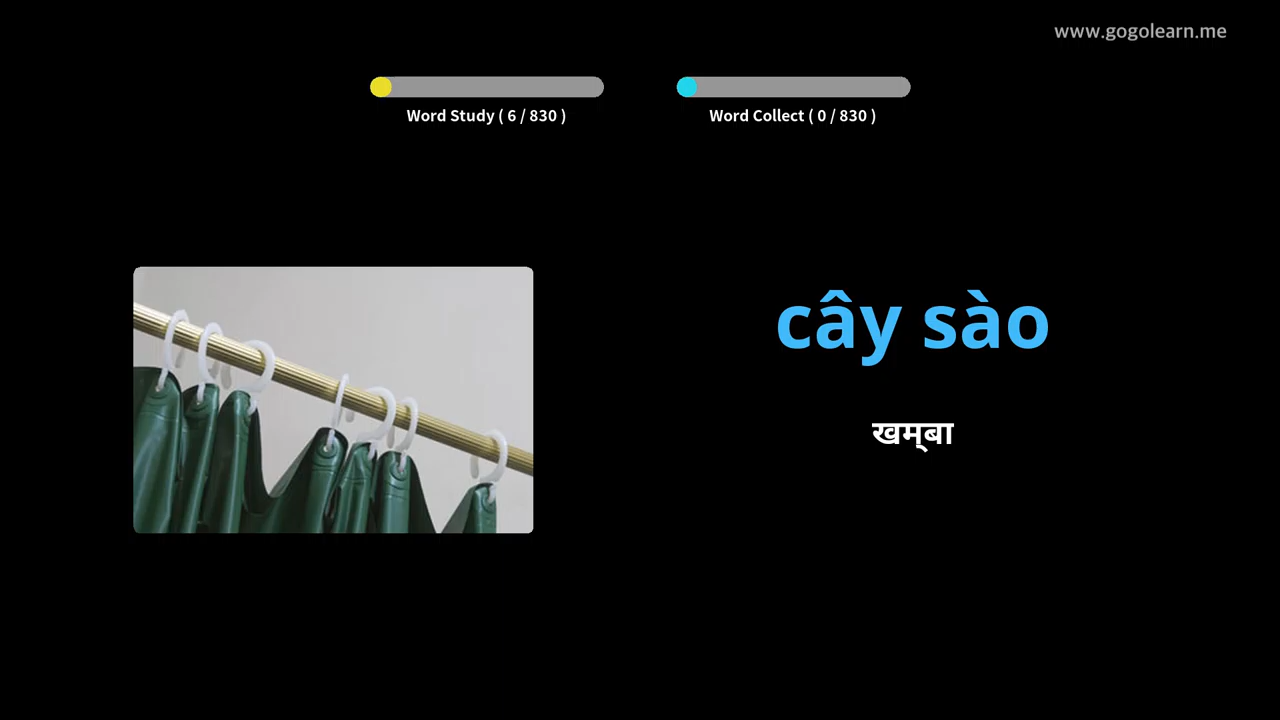 www.gogolearn.me
Word Study ( 6 / 830 )
Word Collect ( 0 / 830 )
cây sào
खम्‌बा